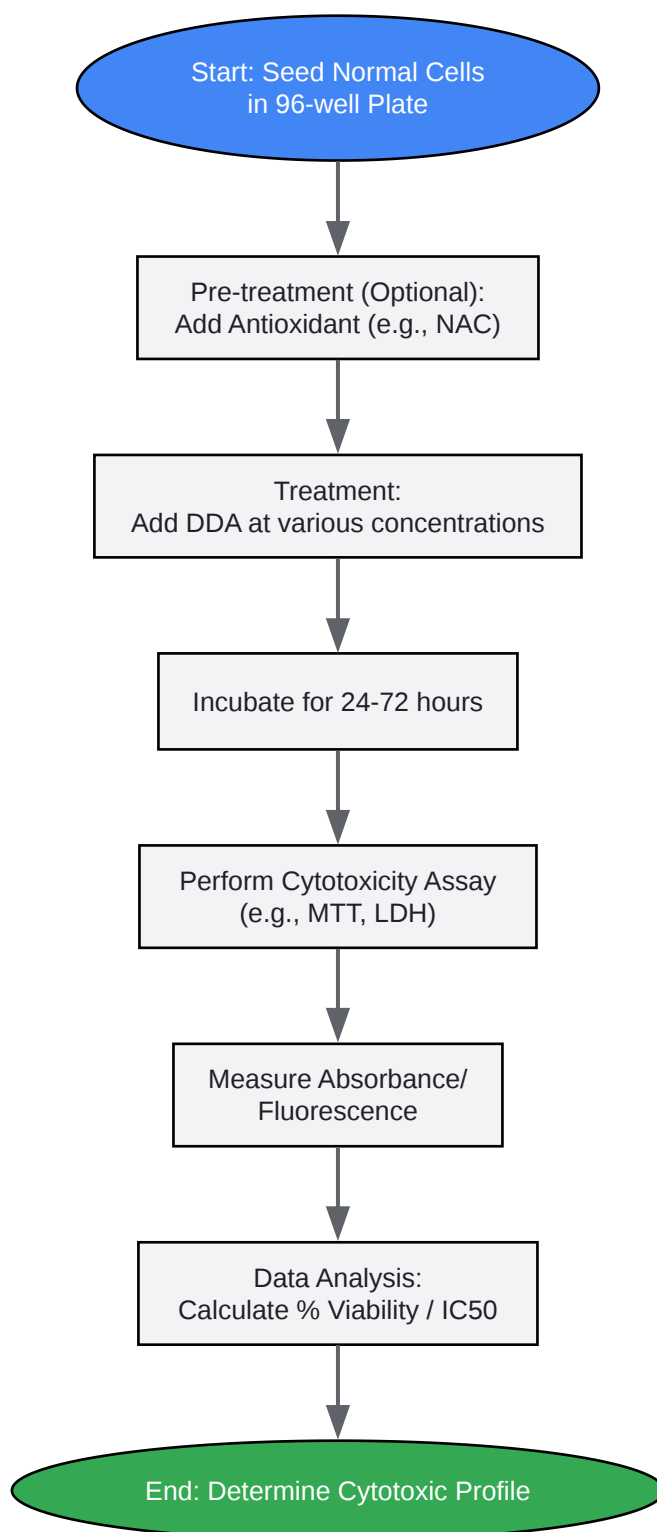 Start: Seed Normal Cells
in 96-well Plate
Pre-treatment (Optional):
Add Antioxidant (e.g., NAC)
Treatment:
Add DDA at various concentrations
Incubate for 24-72 hours
Perform Cytotoxicity Assay
(e.g., MTT, LDH)
Measure Absorbance/
Fluorescence
Data Analysis:
Calculate % Viability / IC50
End: Determine Cytotoxic Profile